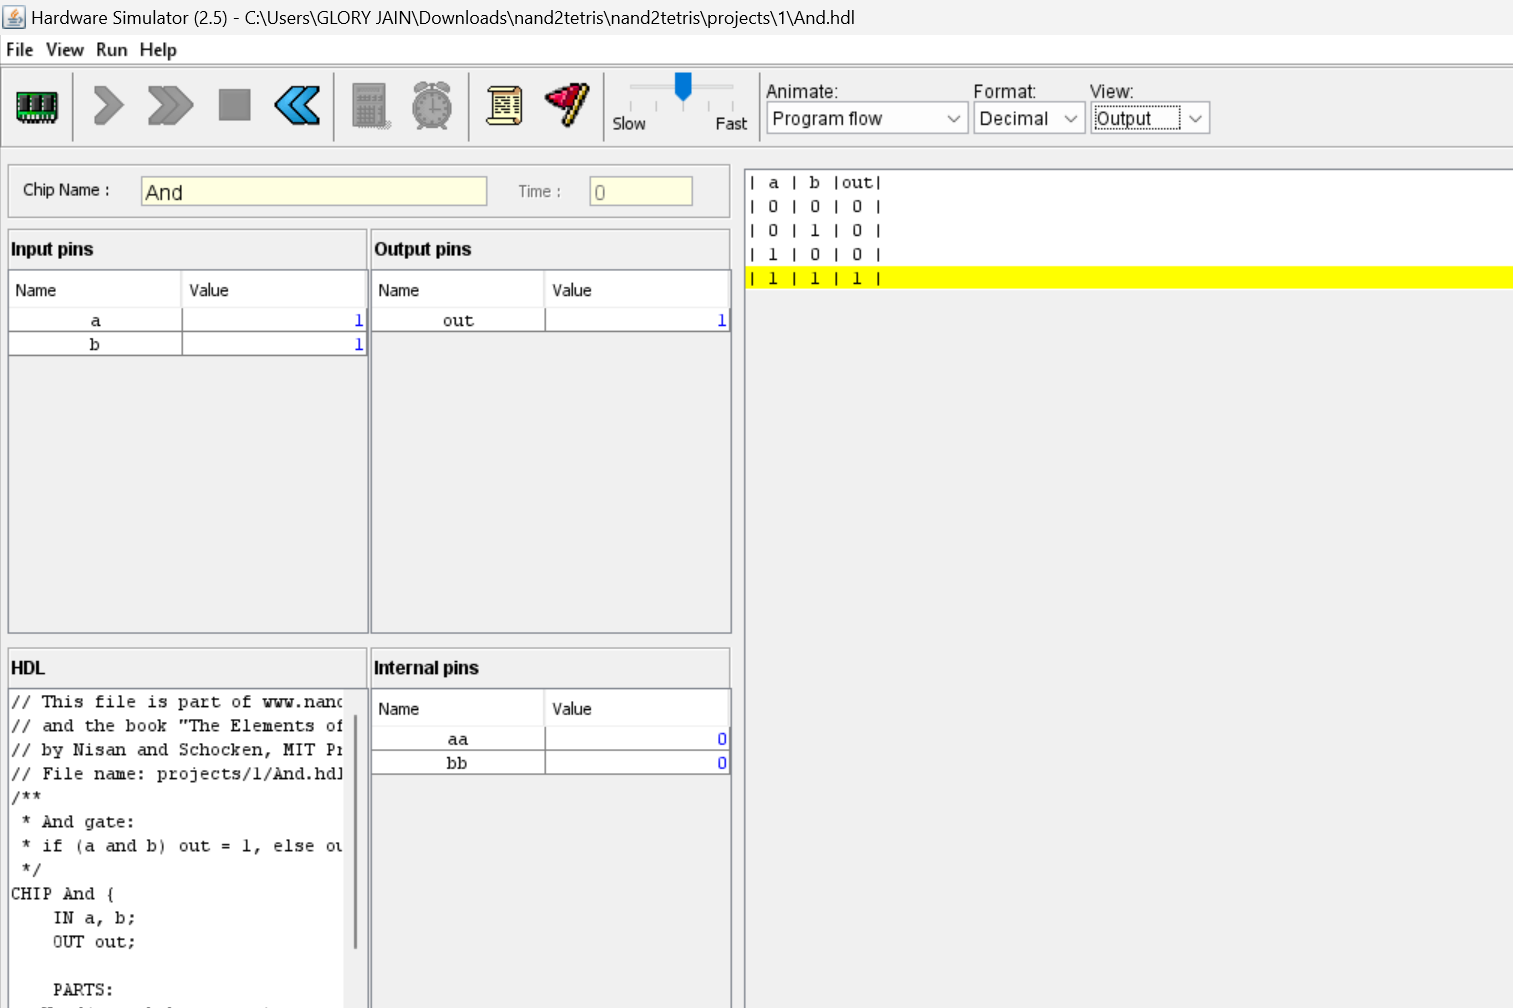 Hardware Simulator (2.5) - C:\Users\GLORY JAIN\Downloads\nand2tetris\nand2tetris\projects\1\And.hdl
File View Run Help
Slow Fast
Animate: Format: View:
Program flow Decimal Output
Chip Name : And Time : 0
Input pins
Name Value
a 1
b 1
Output pins
Name Value
out 1
| a | b |out|
| 0 | 0 | 0 |
| 0 | 1 | 0 |
| 1 | 0 | 0 |
| 1 | 1 | 1 |
HDL
// This file is part of www.nand
// and the book "The Elements of
// by Nisan and Schocken, MIT Pr
// File name: projects/1/And.hdl
/**
* And gate:
* if (a and b) out = 1, else ou
*/
CHIP And {
IN a, b;
OUT out;
PARTS:
Internal pins
Name Value
aa 0
bb 0